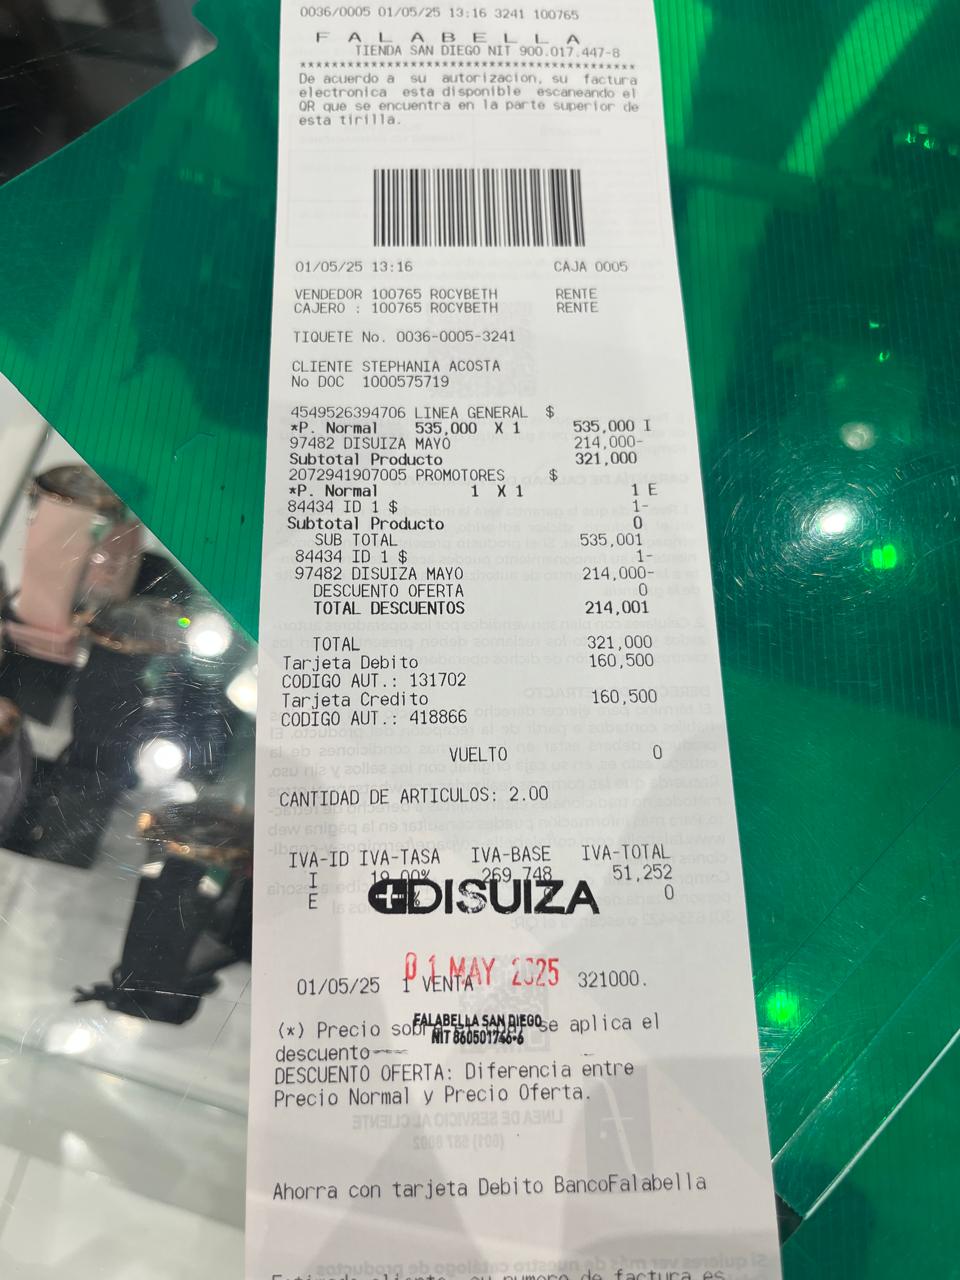 0036/0005 01/05/25 13:16 3241 100765
F A L A B E L L A
TIENDA SAN DIEGO NIT 900.017.447-8
****************************************
De acuerdo a su autorizacion, su factura
electronica esta disponible escaneando el
QR que se encuentra en la parte superior de
esta tirilla.
01/05/25 13:16 CAJA 0005
VENDEDOR 100765 ROCYBETH RENTE
CAJERO : 100765 ROCYBETH RENTE
TIQUETE No. 0036-0005-3241
CLIENTE STEPHANIA ACOSTA
No DOC 1000575719
4549526394706 LINEA GENERAL $
*P. Normal 535,000 X 1 535,000 I
97482 DISUIZA MAYO 214,000-
Subtotal Producto 321,000
2072941907005 PROMOTORES $
*P. Normal 1 X 1 1 E
84434 ID 1 $ 1-
Subtotal Producto 0
SUB TOTAL 535,001
84434 ID 1 $ 1-
97482 DISUIZA MAYO 214,000-
DESCUENTO OFERTA 0
TOTAL DESCUENTOS 214,001
TOTAL 321,000
Tarjeta Debito 160,500
CODIGO AUT.: 131702
Tarjeta Credito 160,500
CODIGO AUT.: 418866
VUELTO 0
CANTIDAD DE ARTICULOS: 2.00
IVA-ID IVA-TASA IVA-BASE IVA-TOTAL
I 19.00% 269,748 51,252
E % 0
DISUIZA
01 MAY 2025
01/05/25 1 VENTA 321000.
FALABELLA SAN DIEGO
NIT 860501746-6
(*) Precio sobre se aplica el
descuento
DESCUENTO OFERTA: Diferencia entre
Precio Normal y Precio Oferta.
Ahorra con tarjeta Debito BancoFalabella
su numero de factura es